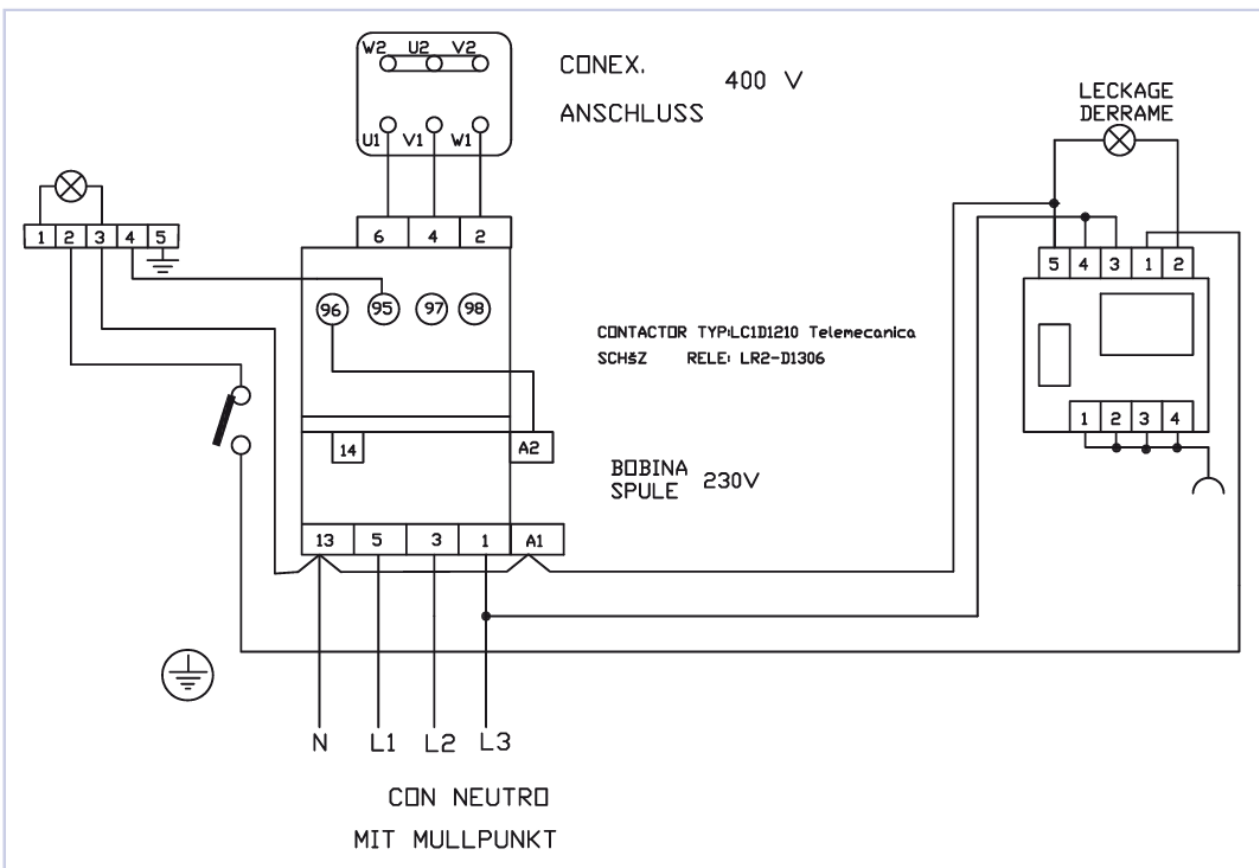 W2 U2 V2
U1 V1 W1
CONEX. 400 V
ANSCHLUSS
LECKAGE
DERRAME
1 2 3 4 5
6 4 2
5 4 3 1 2
96 95 97 98
CONTACTOR TYP:LC1D1210 Telemecanica
SCHšZ RELE: LR2-D1306
1 2 3 4
14 A2
BOBINA
SPULE 230V
13 5 3 1 A1
N L1 L2 L3
CON NEUTRO
MIT MULLPUNKT